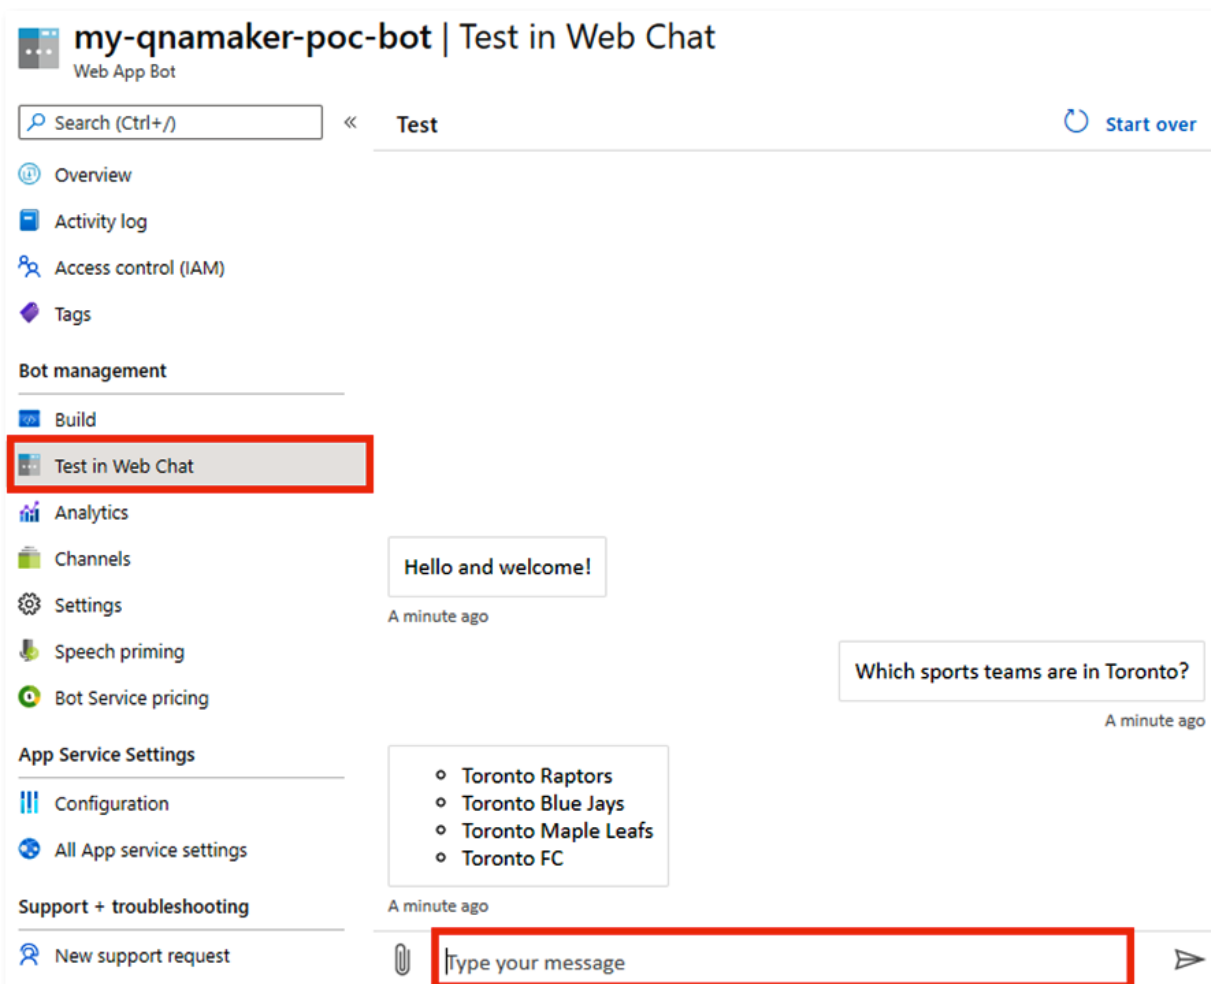 my-qnamaker-poc-bot | Test in Web Chat
Web App Bot
Search (Ctrl+/)
«
Overview
Activity log
Access control (IAM)
Tags
Bot management
Build
Test in Web Chat
Analytics
Channels
Settings
Speech priming
Bot Service pricing
App Service Settings
Configuration
All App service settings
Support + troubleshooting
New support request
Test
Start over
Hello and welcome!
A minute ago
Which sports teams are in Toronto?
A minute ago
Toronto Raptors
Toronto Blue Jays
Toronto Maple Leafs
Toronto FC
A minute ago
Type your message